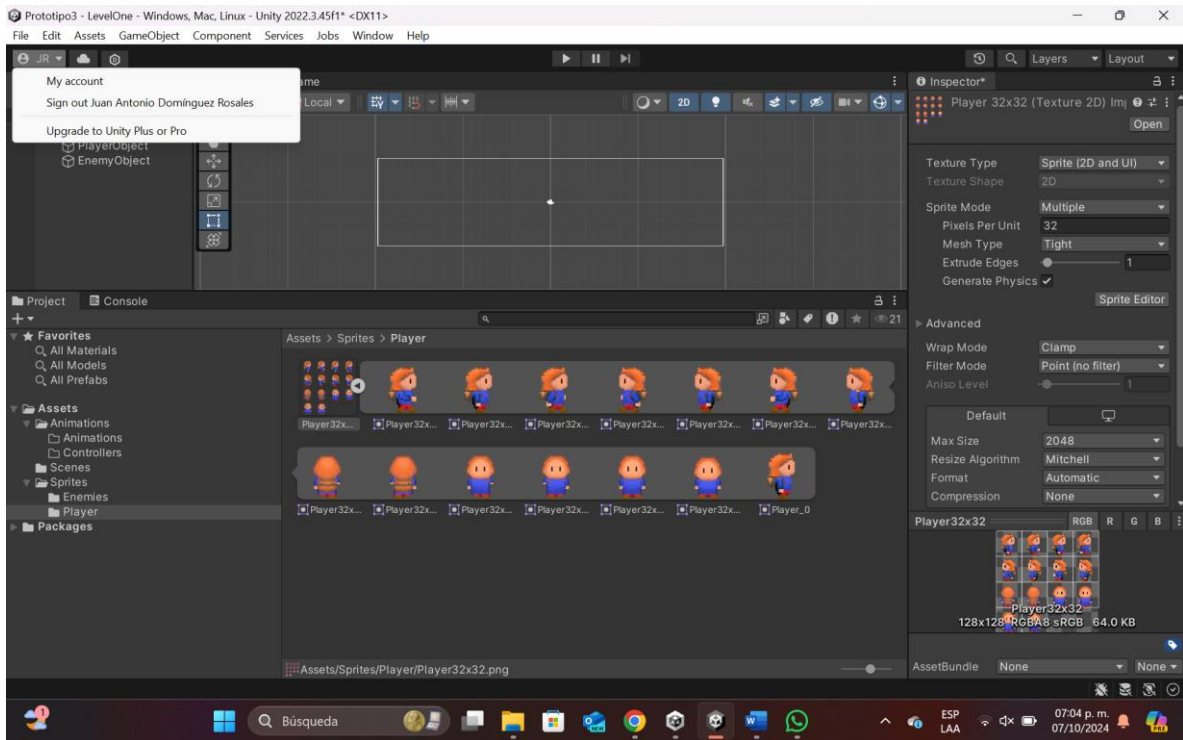 Prototipo3 - LevelOne - Windows, Mac, Linux - Unity 2022.3.45f1* <DX11>
File Edit Assets GameObject Component Services Jobs Window Help
JR
Layers
Layout
My account
Sign out Juan Antonio Domínguez Rosales
Upgrade to Unity Plus or Pro
PlayerObject
EnemyObject
Local
2D
Inspector*
Player 32x32 (Texture 2D)
Open
Texture Type Sprite (2D and UI)
Texture Shape 2D
Sprite Mode Multiple
Pixels Per Unit 32
Mesh Type Tight
Extrude Edges 1
Generate Physics
Sprite Editor
Advanced
Wrap Mode Clamp
Filter Mode Point (no filter)
Aniso Level 1
Default
Max Size 2048
Resize Algorithm Mitchell
Format Automatic
Compression None
Project Console
21
Favorites
All Materials
All Models
All Prefabs
Assets
Animations
Animations
Controllers
Scenes
Sprites
Enemies
Player
Packages
Assets > Sprites > Player
Player32x... Player32x... Player32x... Player32x... Player32x... Player32x... Player32x... Player32x...
Player32x... Player32x... Player32x... Player32x... Player32x... Player32x... Player_0
Assets/Sprites/Player/Player32x32.png
Player32x32 RGB R G B
Player32x32
128x128 RGBA8 sRGB 64.0 KB
AssetBundle None None
1
Búsqueda
ESP
LAA
07:04 p. m.
07/10/2024
PRE